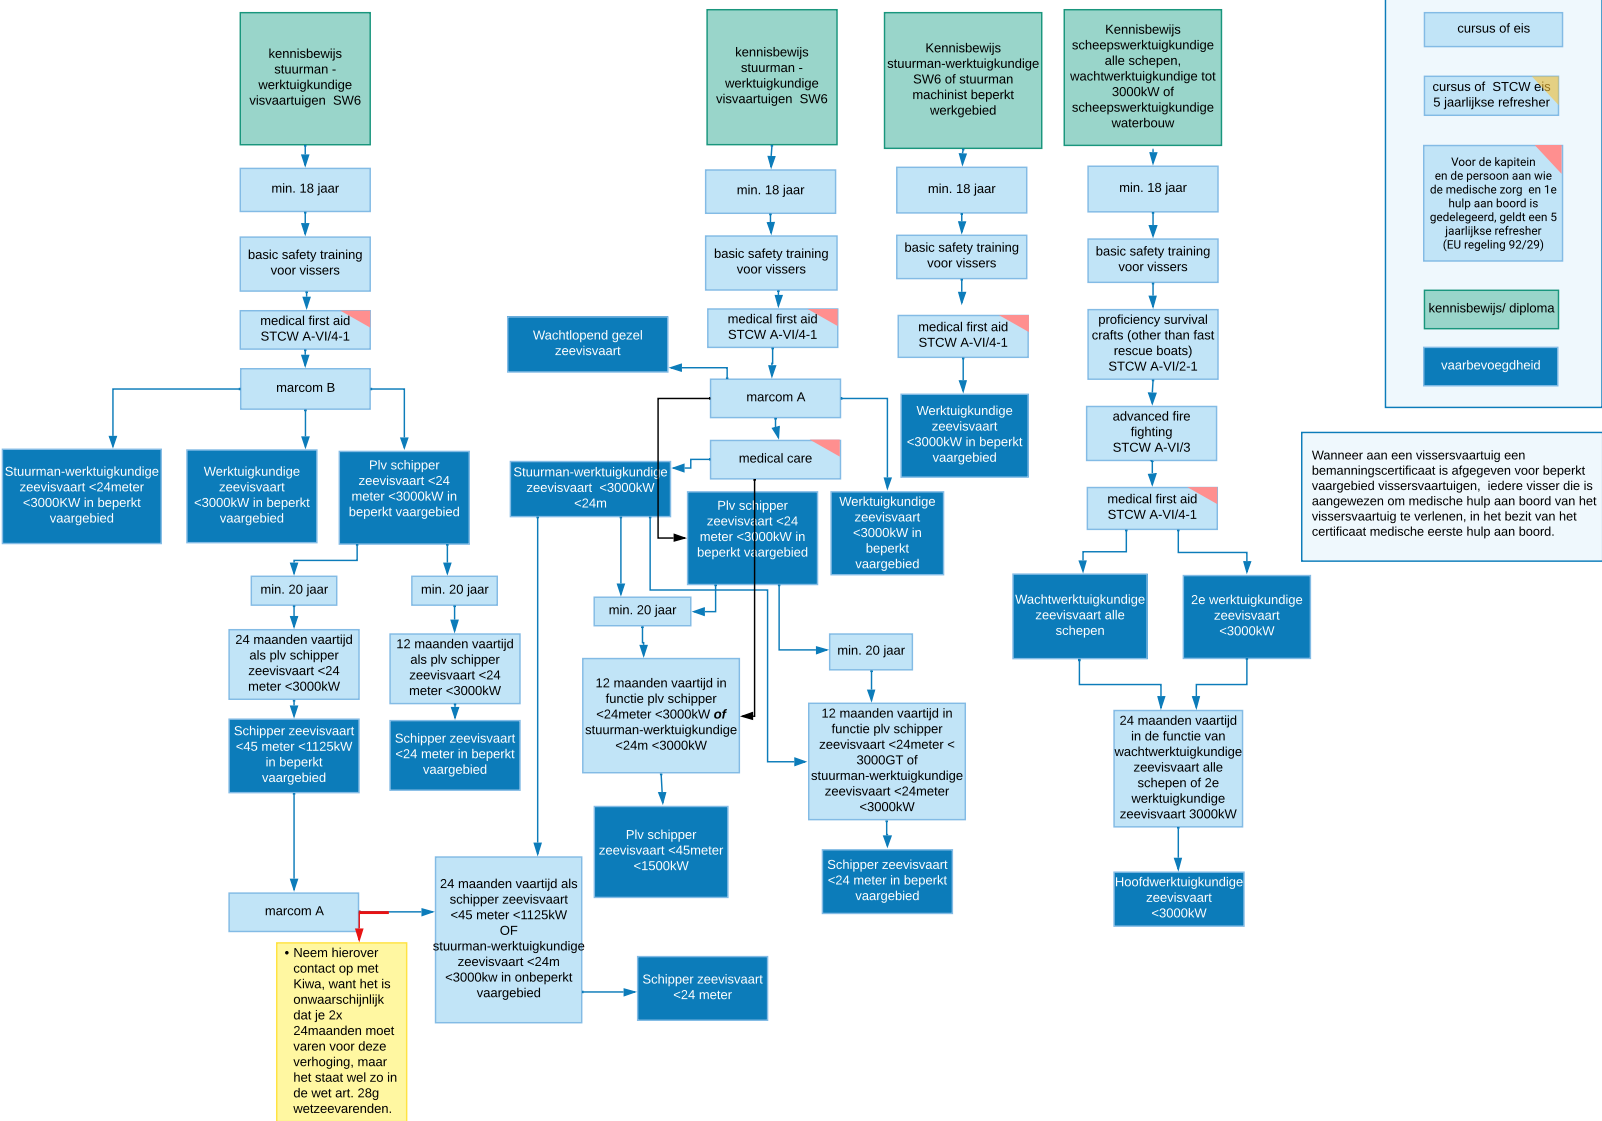 kennisbewijs
stuurman -
werktuigkundige
visvaartuigen  SW6
min. 18 jaar
basic safety training
voor vissers
medical first aid
STCW A-VI/4-1
marcom B
Stuurman-werktuigkundige
zeevisvaart <24meter
<3000KW in beperkt
vaargebied
Werktuigkundige
zeevisvaart
<3000kW in beperkt
vaargebied
Plv schipper
zeevisvaart <24
meter <3000kW in
beperkt vaargebied
min. 20 jaar
24 maanden vaartijd
als plv schipper
zeevisvaart <24
meter <3000kW
Schipper zeevisvaart
<45 meter <1125kW
in beperkt
vaargebied
min. 20 jaar
12 maanden vaartijd
als plv schipper
zeevisvaart <24
meter <3000kW
Schipper zeevisvaart
<24 meter in beperkt
vaargebied
marcom A
• Neem hierover
contact op met
Kiwa, want het is
onwaarschijnlijk
dat je 2x
24maanden moet
varen voor deze
verhoging, maar
het staat wel zo in
de wet art. 28g
wetzeevarenden.
24 maanden vaartijd als
schipper zeevisvaart
<45 meter <1125kW
OF
stuurman-werktuigkundige
zeevisvaart <24m
<3000kw in onbeperkt
vaargebied
Schipper zeevisvaart
<24 meter
kennisbewijs
stuurman -
werktuigkundige
visvaartuigen  SW6
min. 18 jaar
basic safety training
voor vissers
medical first aid
STCW A-VI/4-1
Wachtlopend gezel
zeevisvaart
marcom A
medical care
Stuurman-werktuigkundige
zeevisvaart  <3000kW
<24m
Plv schipper
zeevisvaart <24
meter <3000kW in
beperkt vaargebied
Werktuigkundige
zeevisvaart
<3000kW in
beperkt
vaargebied
min. 20 jaar
12 maanden vaartijd in
functie plv schipper
<24meter <3000kW of
stuurman-werktuigkundige
<24m <3000kW
Plv schipper
zeevisvaart <45meter
<1500kW
min. 20 jaar
12 maanden vaartijd in
functie plv schipper
zeevisvaart <24meter <
3000GT of
stuurman-werktuigkundige
zeevisvaart <24meter
<3000kW
Schipper zeevisvaart
<24 meter in beperkt
vaargebied
Kennisbewijs
stuurman-werktuigkundige
SW6 of stuurman
machinist beperkt
werkgebied
min. 18 jaar
basic safety training
voor vissers
medical first aid
STCW A-VI/4-1
Werktuigkundige
zeevisvaart
<3000kW in beperkt
vaargebied
Kennisbewijs
scheepswerktuigkundige
alle schepen,
wachtwerktuigkundige tot
3000kW of
scheepswerktuigkundige
waterbouw
min. 18 jaar
basic safety training
voor vissers
proficiency survival
crafts (other than fast
rescue boats)
STCW A-VI/2-1
advanced fire
fighting
STCW A-VI/3
medical first aid
STCW A-VI/4-1
Wachtwerktuigkundige
zeevisvaart alle
schepen
2e werktuigkundige
zeevisvaart
<3000kW
24 maanden vaartijd
in de functie van
wachtwerktuigkundige
zeevisvaart alle
schepen of 2e
werktuigkundige
zeevisvaart 3000kW
Hoofdwerktuigkundige
zeevisvaart
<3000kW
cursus of eis
cursus of  STCW eis
5 jaarlijkse refresher
Voor de kapitein
en de persoon aan wie
de medische zorg  en 1e
hulp aan boord is
gedelegeerd, geldt een 5
jaarlijkse refresher
(EU regeling 92/29)
kennisbewijs/ diploma
vaarbevoegdheid
Wanneer aan een vissersvaartuig een
bemanningscertificaat is afgegeven voor beperkt
vaargebied vissersvaartuigen,  iedere visser die is
aangewezen om medische hulp aan boord van het
vissersvaartuig te verlenen, in het bezit van het
certificaat medische eerste hulp aan boord.